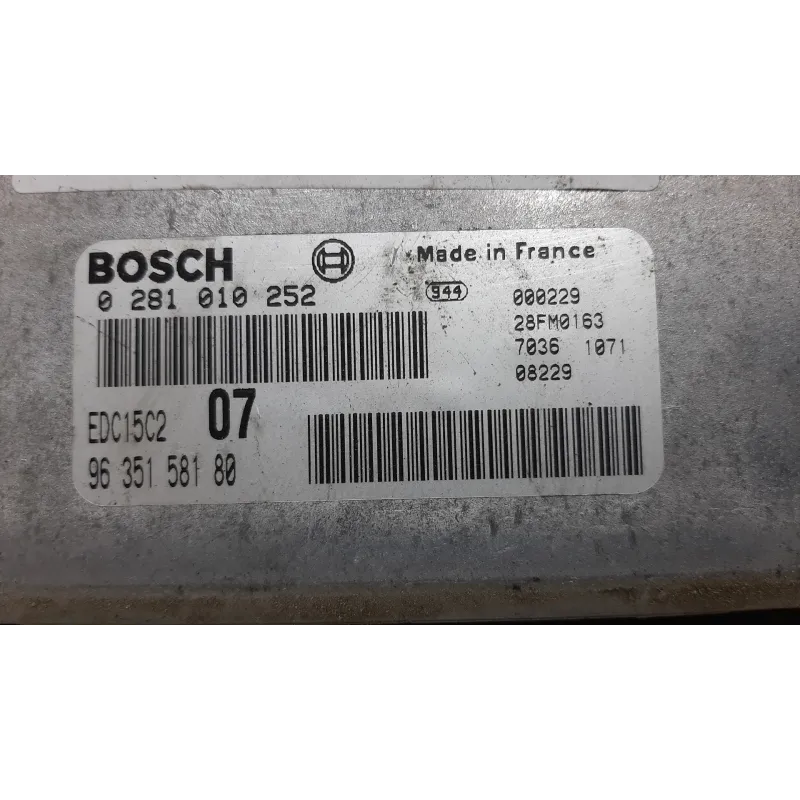 BOSCH Made in France
0 281 010 252 944 000229
28FM0163
7036 1071
08229
EDC15C2 07
96 351 581 80